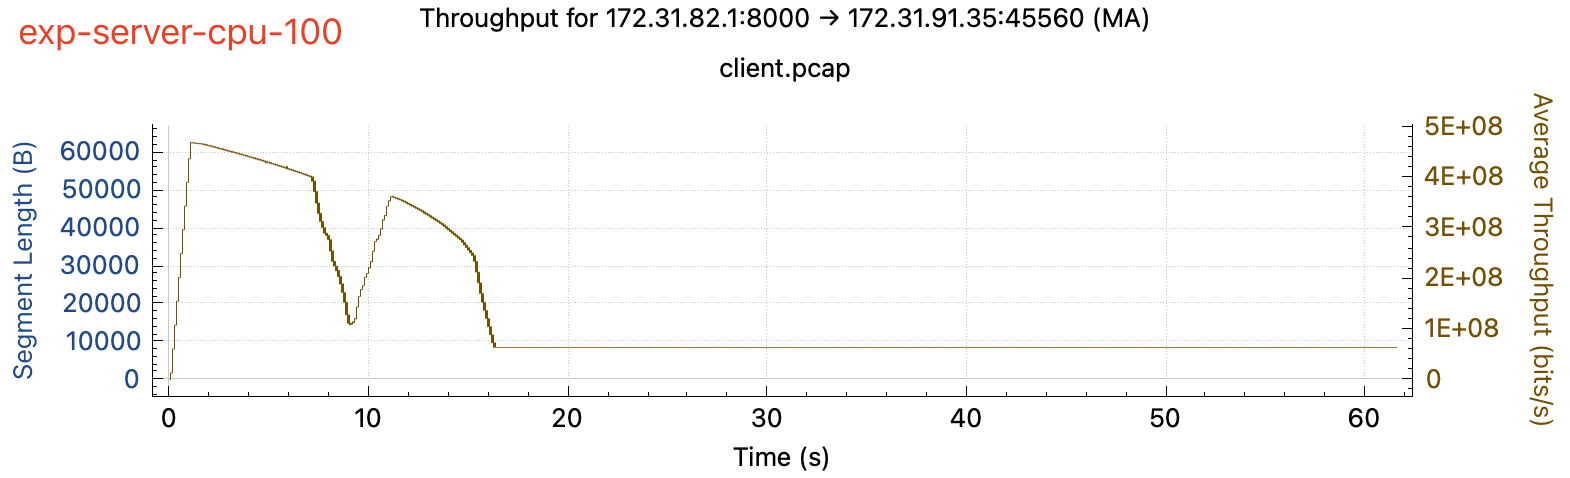 exp-server-cpu-100
Throughput for 172.31.82.1:8000 → 172.31.91.35:45560 (MA)
client.pcap
Segment Length (B)
60000
50000
40000
30000
20000
10000
0
Average Throughput (bits/s)
5E+08
4E+08
3E+08
2E+08
1E+08
0
0 10 20 30 40 50 60
Time (s)